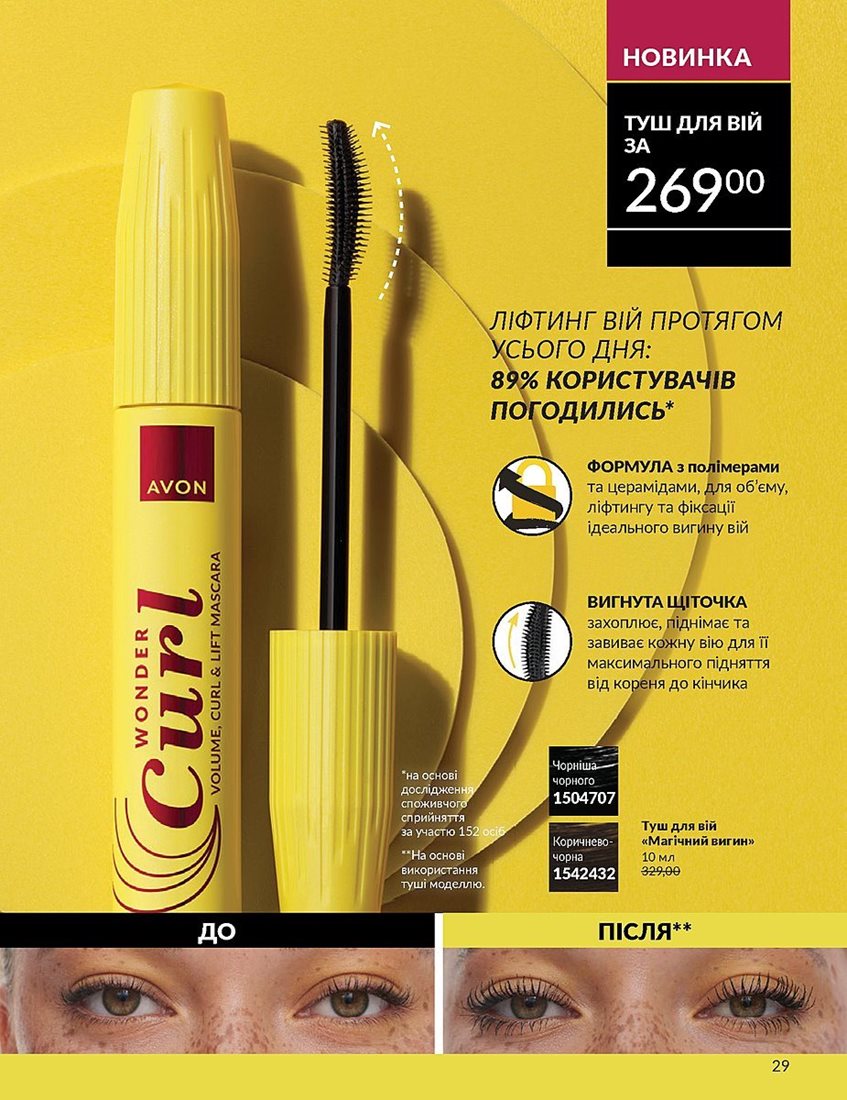 НОВИНКА
ТУШ ДЛЯ ВІЙ
ЗА
269⁰⁰
ЛІФТИНГ ВІЙ ПРОТЯГОМ
УСЬОГО ДНЯ:
89% КОРИСТУВАЧІВ
ПОГОДИЛИСЬ*
ФОРМУЛА з полімерами
та церамідами, для об'єму,
ліфтингу та фіксації
ідеального вигину вій
ВИГНУТА ЩІТОЧКА
захоплює, піднімає та
завиває кожну вію для її
максимального підняття
від кореня до кінчика
AVON
WONDER
Curl
VOLUME, CURL & LIFT MASCARA
*на основі
дослідження
споживчого
сприйняття
за участю 152 осіб
**На основі
використання
туші моделлю.
Чорніша
чорного
1504707
Коричнево-
чорна
1542432
Туш для вій
«Магічний вигин»
10 мл
329,00
ДО
ПІСЛЯ**
29